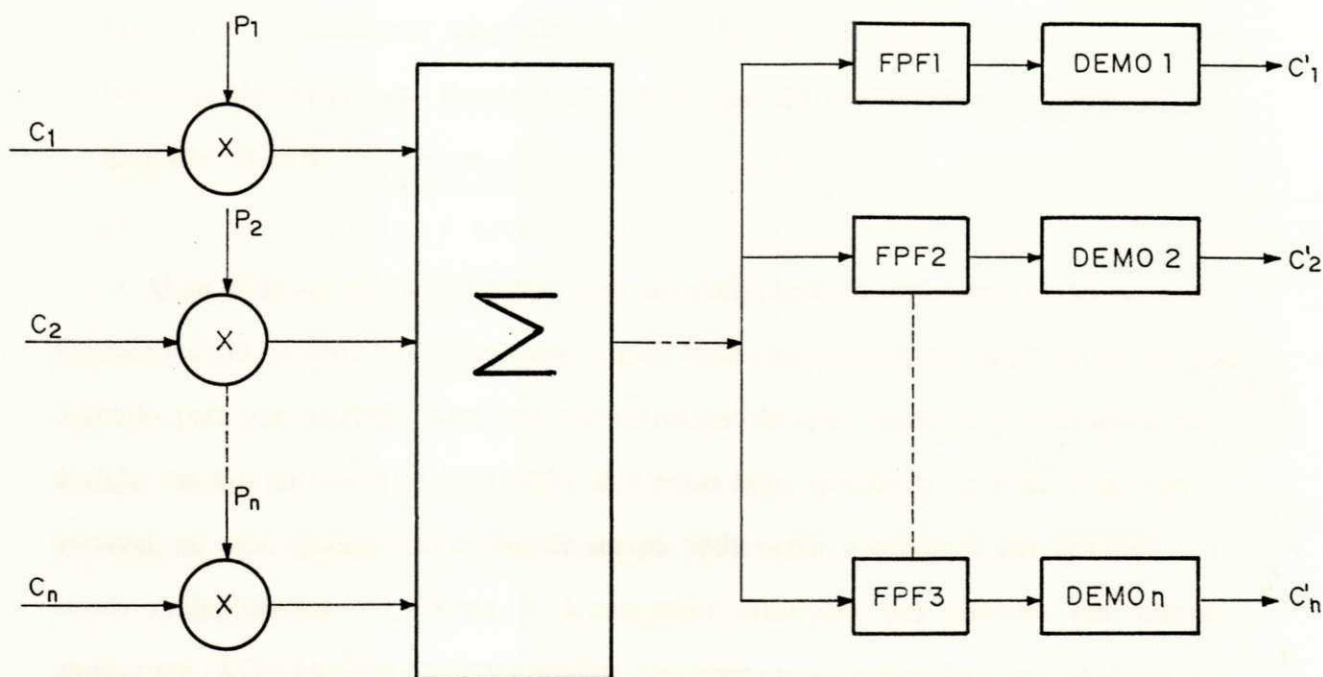 P₁
C₁
X
P₂
C₂
X
Pₙ
Cₙ
X
Σ
FPF1
DEMO 1
C'₁
FPF2
DEMO 2
C'₂
FPF3
DEMO n
C'ₙ